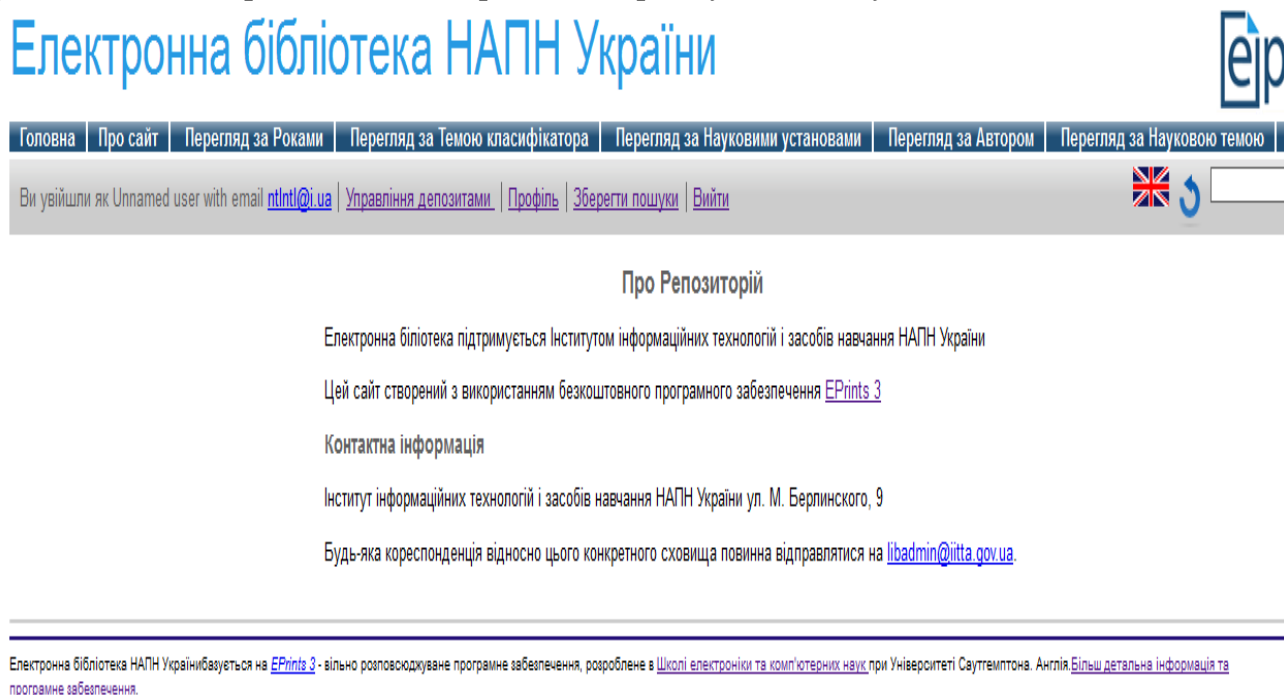 Електронна бібліотека НАПН України
eip
Головна Про сайт Перегляд за Роками Перегляд за Темою класифікатора Перегляд за Науковими установами Перегляд за Автором Перегляд за Науковою темою
Ви увійшли як Unnamed user with email ntlntl@i.ua | Управління депозитами | Профіль | Зберегти пошуки | Вийти
Про Репозиторій
Електронна біліотека підтримується Інститутом інформаційних технологій і засобів навчання НАПН України
Цей сайт створений з використанням безкоштовного програмного забезпечення EPrints 3
Контактна інформація
Інститут інформаційних технологій і засобів навчання НАПН України ул. М. Берлинского, 9
Будь-яка кореспонденція відносно цього конкретного сховища повинна відправлятися на libadmin@iitta.gov.ua.
Електронна бібліотека НАПН Українибазується на EPrints 3 - вільно розповсюджуване програмне забезпечення, розроблене в Школі електроніки та комп'ютерних наук при Університеті Саутгемптона. Англія.Більш детальна інформація та
програмне забезпечення.